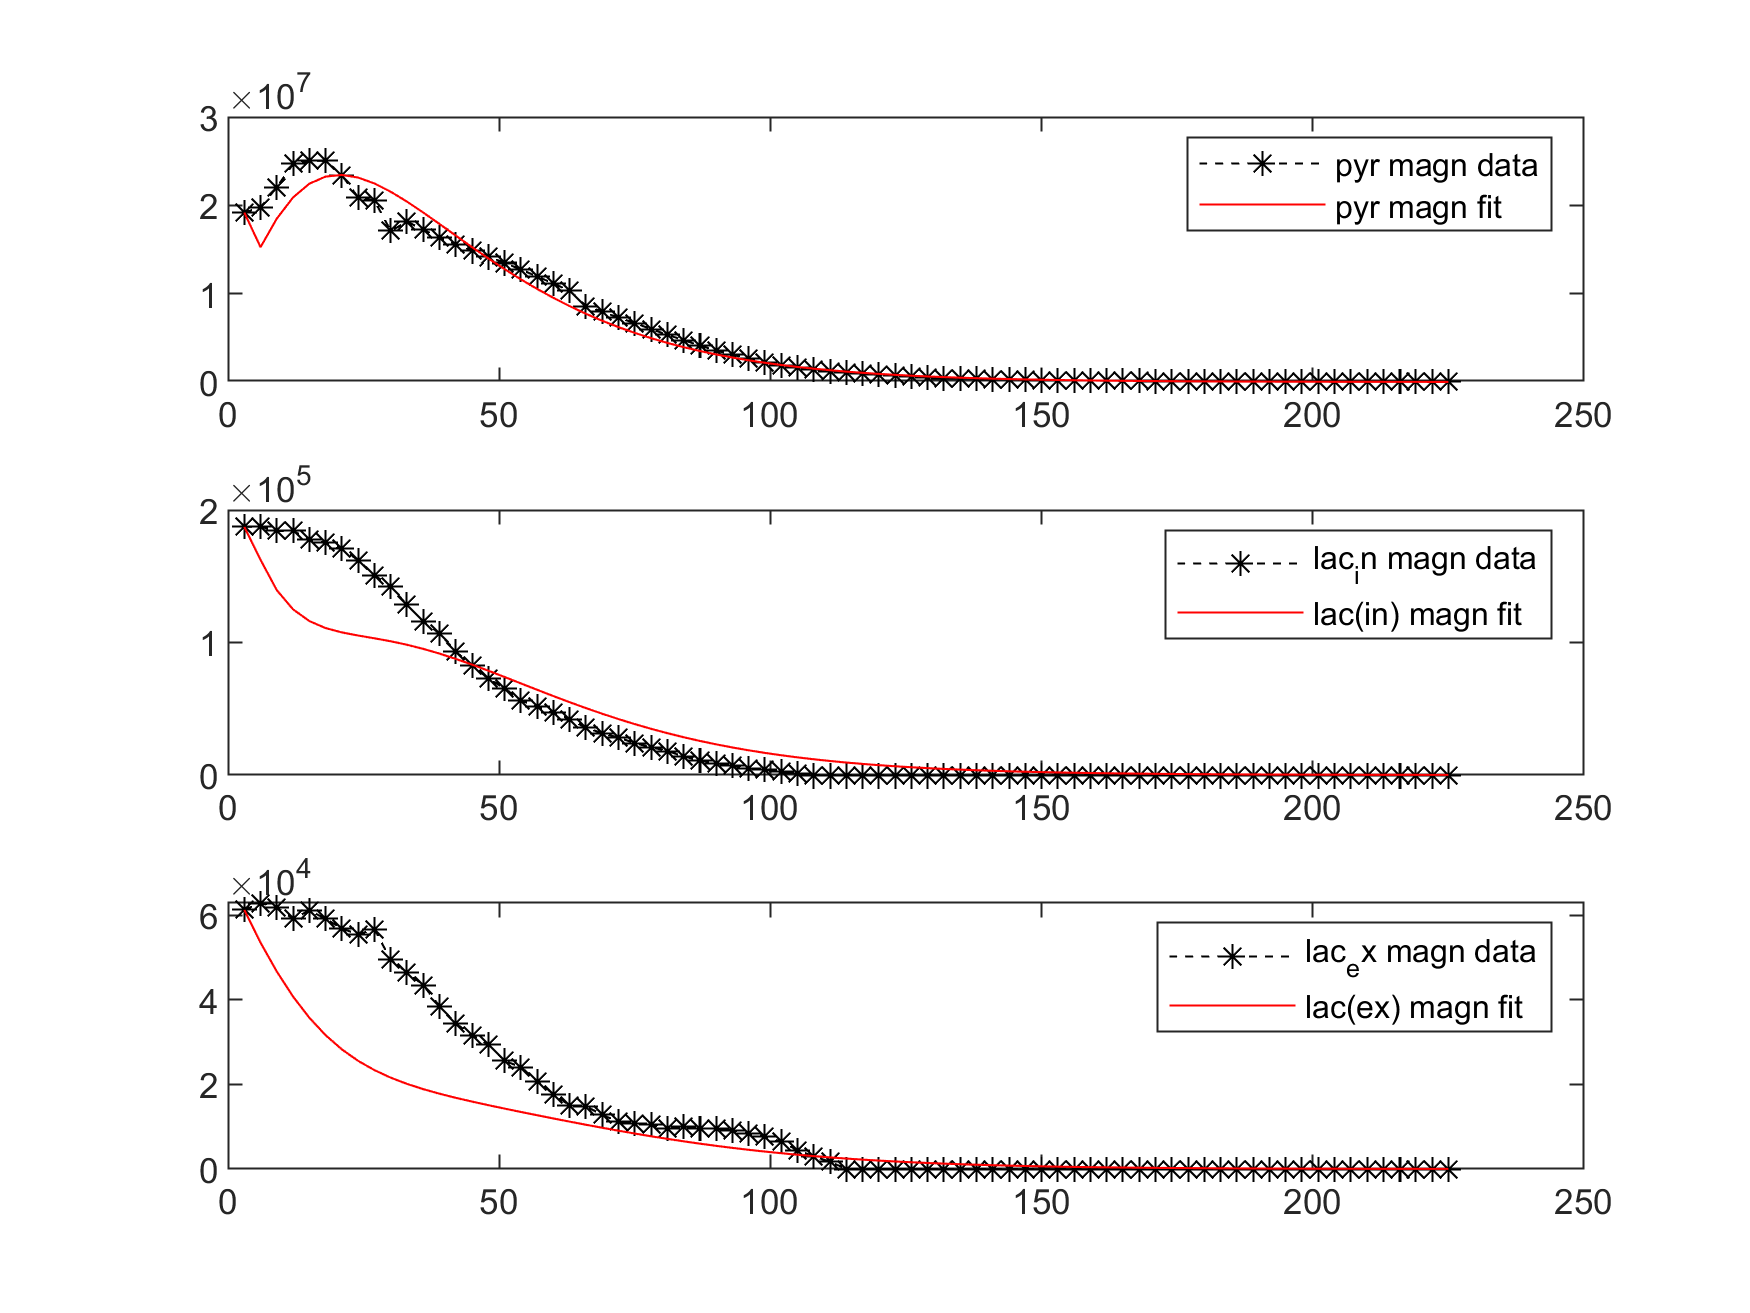 ×10^7
3
2
1
0
0 50 100 150 200 250
pyr magn data
pyr magn fit
×10^5
2
1
0
0 50 100 150 200 250
lac_in magn data
lac(in) magn fit
×10^4
6
4
2
0
0 50 100 150 200 250
lac_ex magn data
lac(ex) magn fit